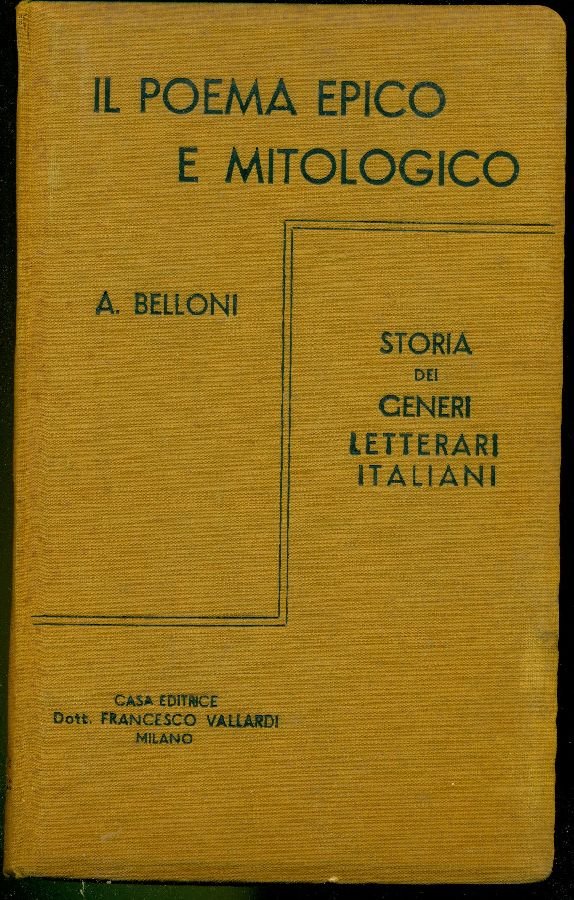 IL POEMA EPICO
E MITOLOGICO
A. BELLONI
STORIA
DEI
GENERI
LETTERARI
ITALIANI
CASA EDITRICE
Dott. FRANCESCO VALLARDI
MILANO